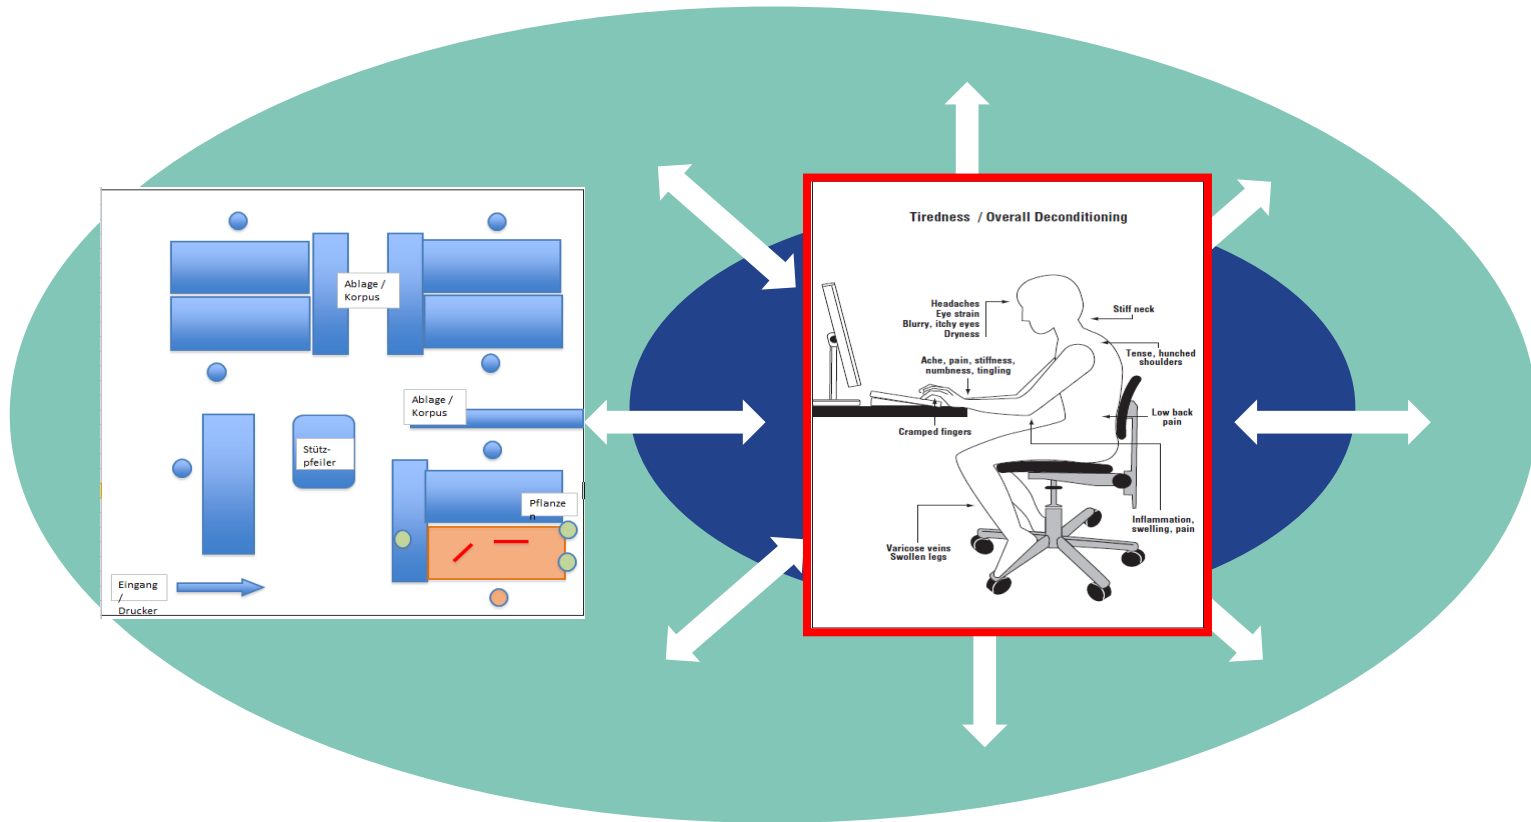 Ablage /
Korpus
Ablage /
Korpus
Stütz-
pfeiler
Pflanze
n
Eingang
/
Drucker
Tiredness / Overall Deconditioning
Headaches
Eye strain
Blurry, itchy eyes
Dryness
Stiff neck
Tense, hunched
shoulders
Ache, pain, stiffness,
numbness, tingling
Low back
pain
Cramped fingers
Inflammation,
swelling, pain
Varicose veins
Swollen legs